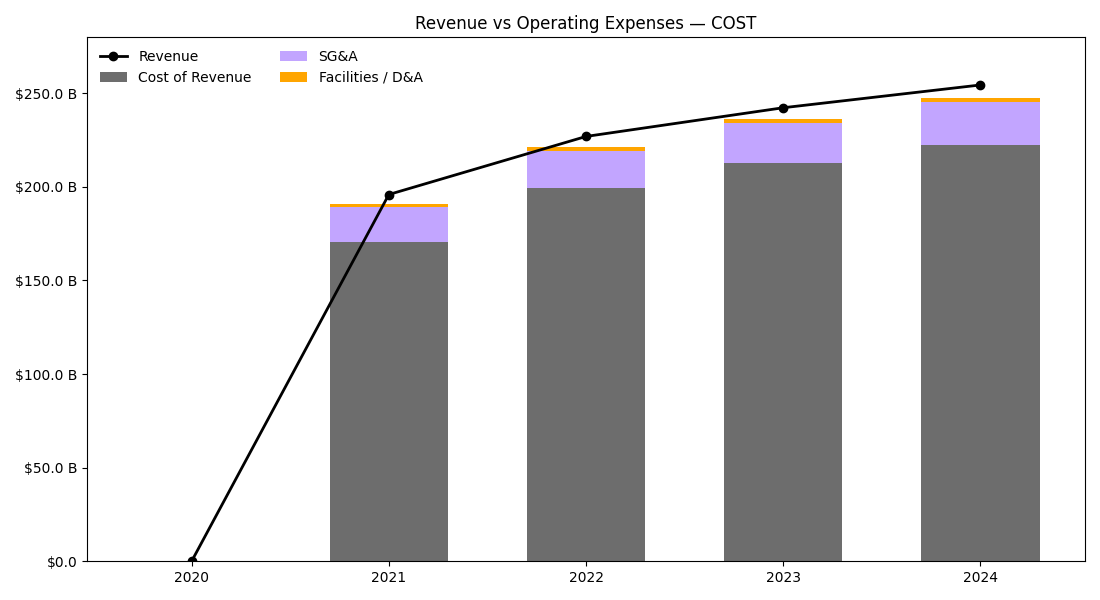 Revenue vs Operating Expenses — COST
Revenue
Cost of Revenue
SG&A
Facilities / D&A
$250.0 B
$200.0 B
$150.0 B
$100.0 B
$50.0 B
$0.0
2020 2021 2022 2023 2024